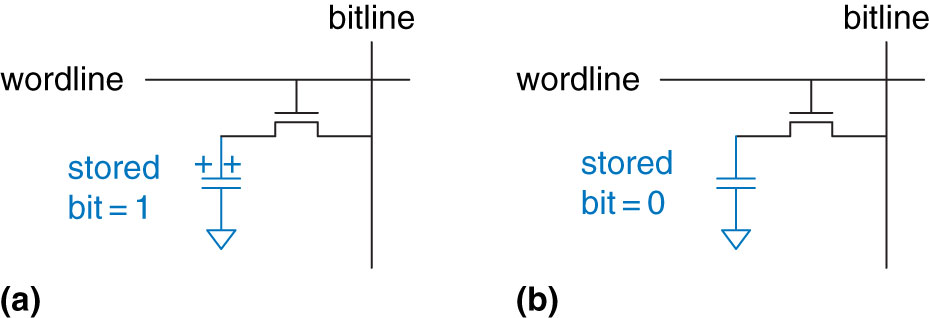 bitline
wordline
+ +
stored
bit = 1
(a)
bitline
wordline
stored
bit = 0
(b)